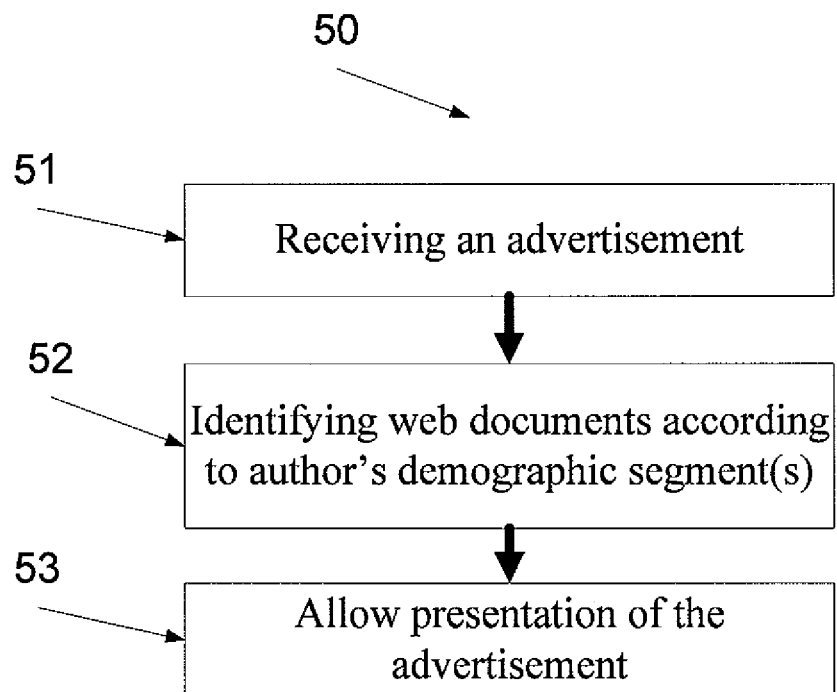 50
51
Receiving an advertisement
52
Identifying web documents according
to author's demographic segment(s)
53
Allow presentation of the
advertisement